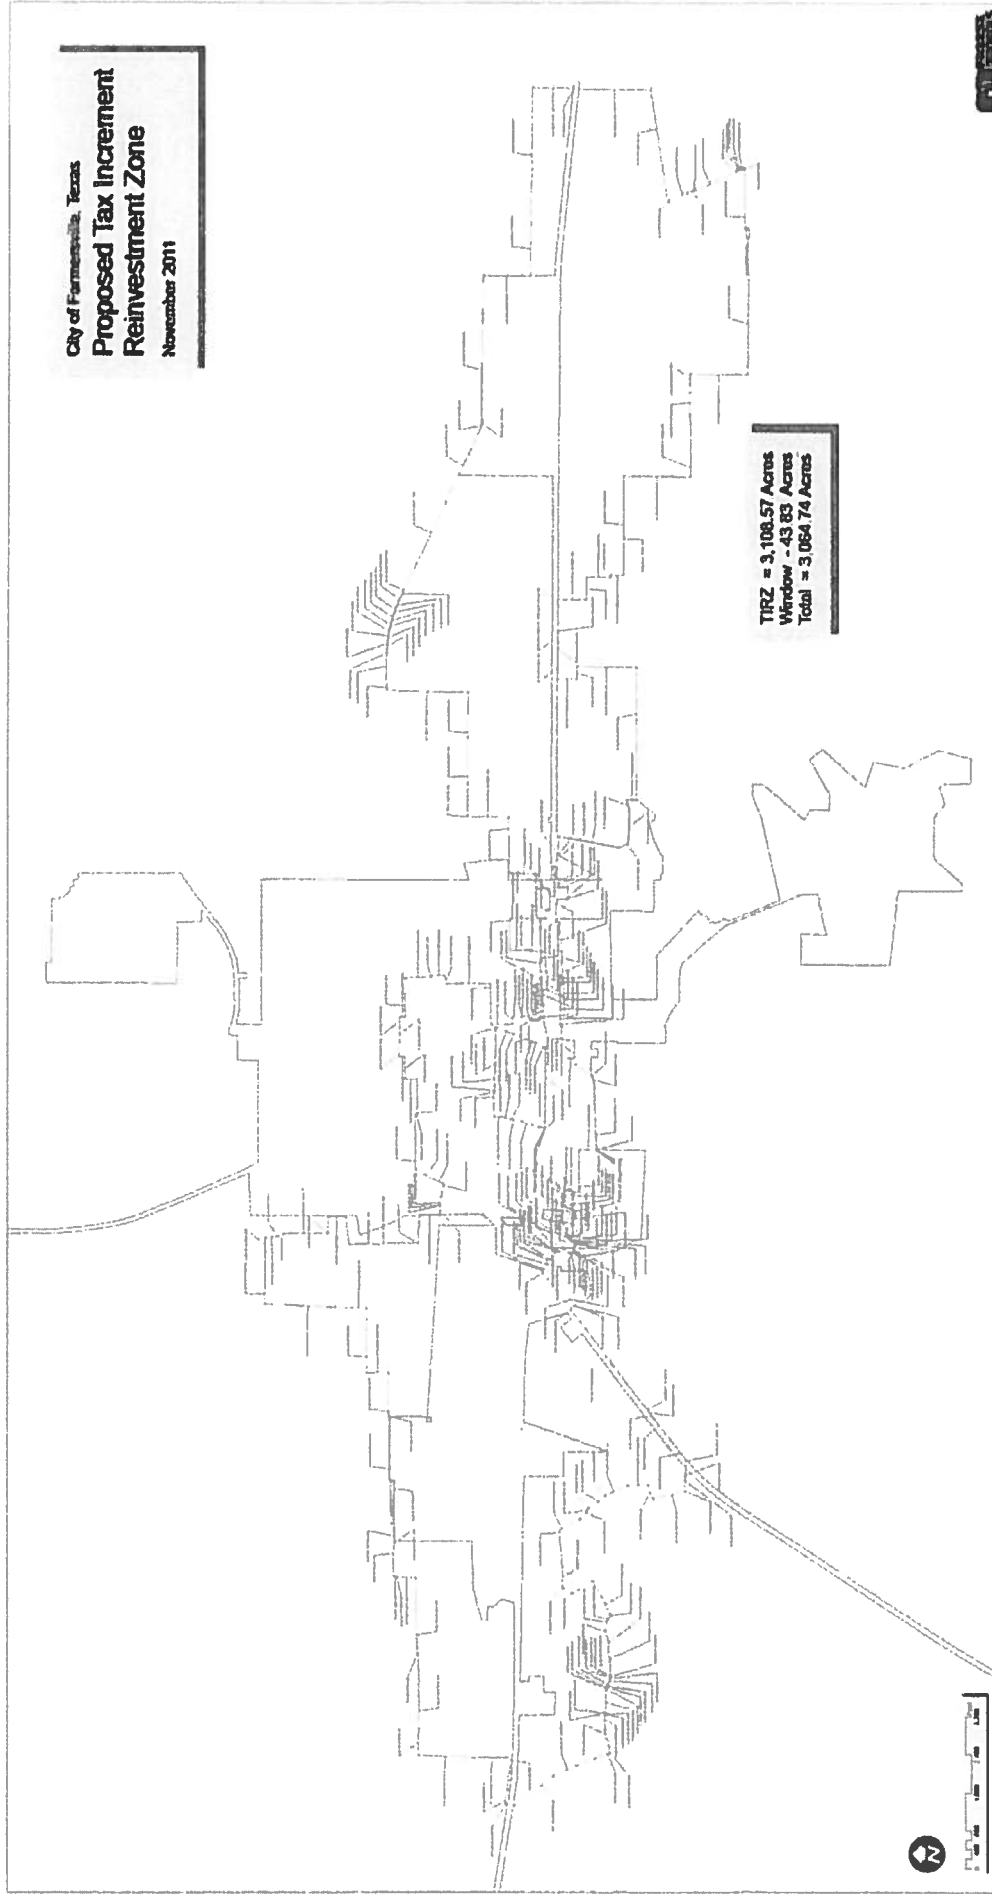 City of Farmersville, Texas
Proposed Tax Increment
Reinvestment Zone
November 2011
TIRZ = 3,108.57 Acres
Window - 43.83 Acres
Total = 3,064.74 Acres
N